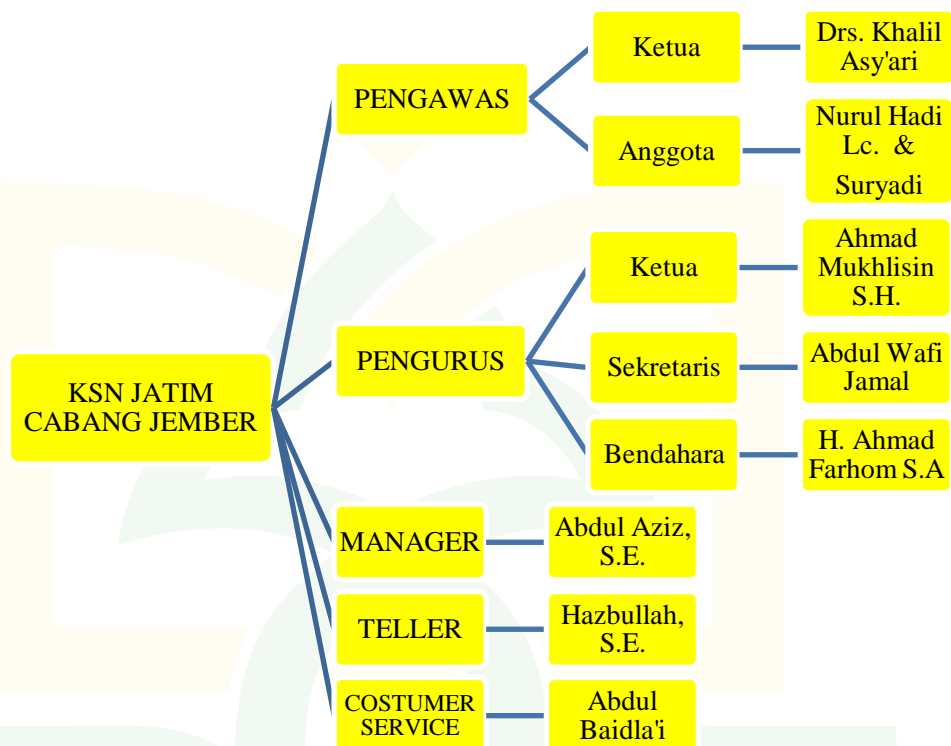 KSN JATIM
CABANG JEMBER
PENGAWAS
Ketua
Drs. Khalil
Asy'ari
Anggota
Nurul Hadi
Lc. &
Suryadi
PENGURUS
Ketua
Ahmad
Mukhlisin
S.H.
Sekretaris
Abdul Wafi
Jamal
Bendahara
H. Ahmad
Farhom S.A
MANAGER
Abdul Aziz,
S.E.
TELLER
Hazbullah,
S.E.
COSTUMER
SERVICE
Abdul
Baidla'i